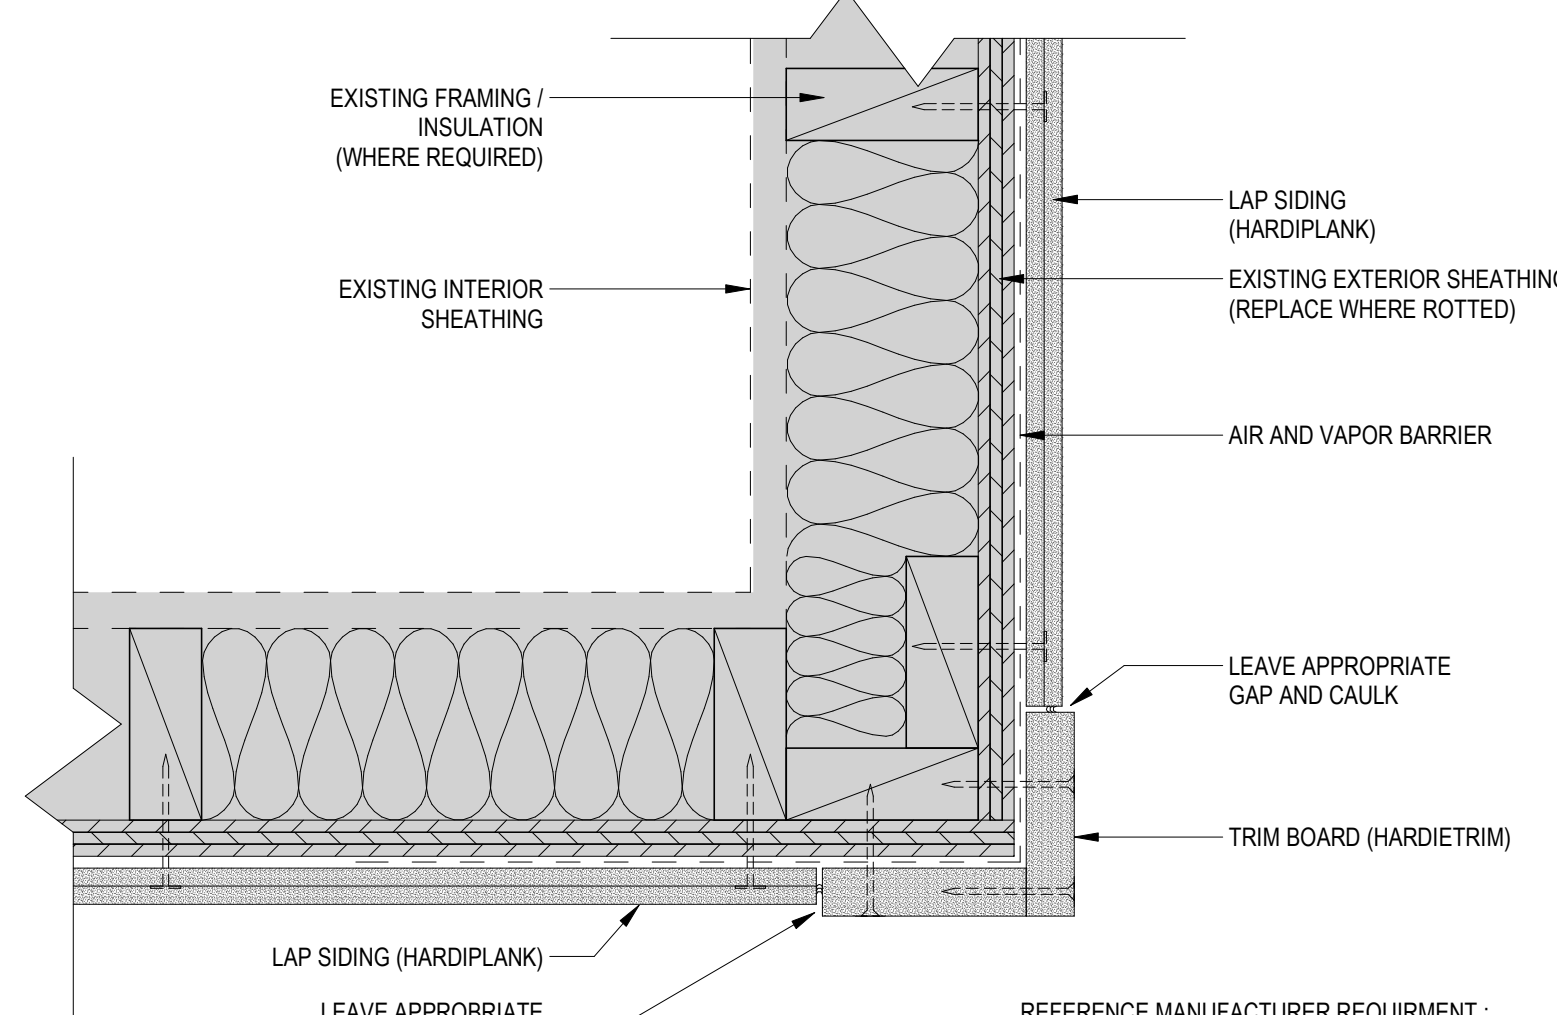 EXISTING FRAMING /
INSULATION
(WHERE REQUIRED)
EXISTING INTERIOR
SHEATHING
LAP SIDING
(HARDIPLANK)
EXISTING EXTERIOR SHEATHING
(REPLACE WHERE ROTTED)
AIR AND VAPOR BARRIER
LEAVE APPROPRIATE
GAP AND CAULK
TRIM BOARD (HARDIETRIM)
LAP SIDING (HARDIPLANK)
LEAVE APPROBRIATE
REFERENCE MANUFACTURER REQUIRMENT :